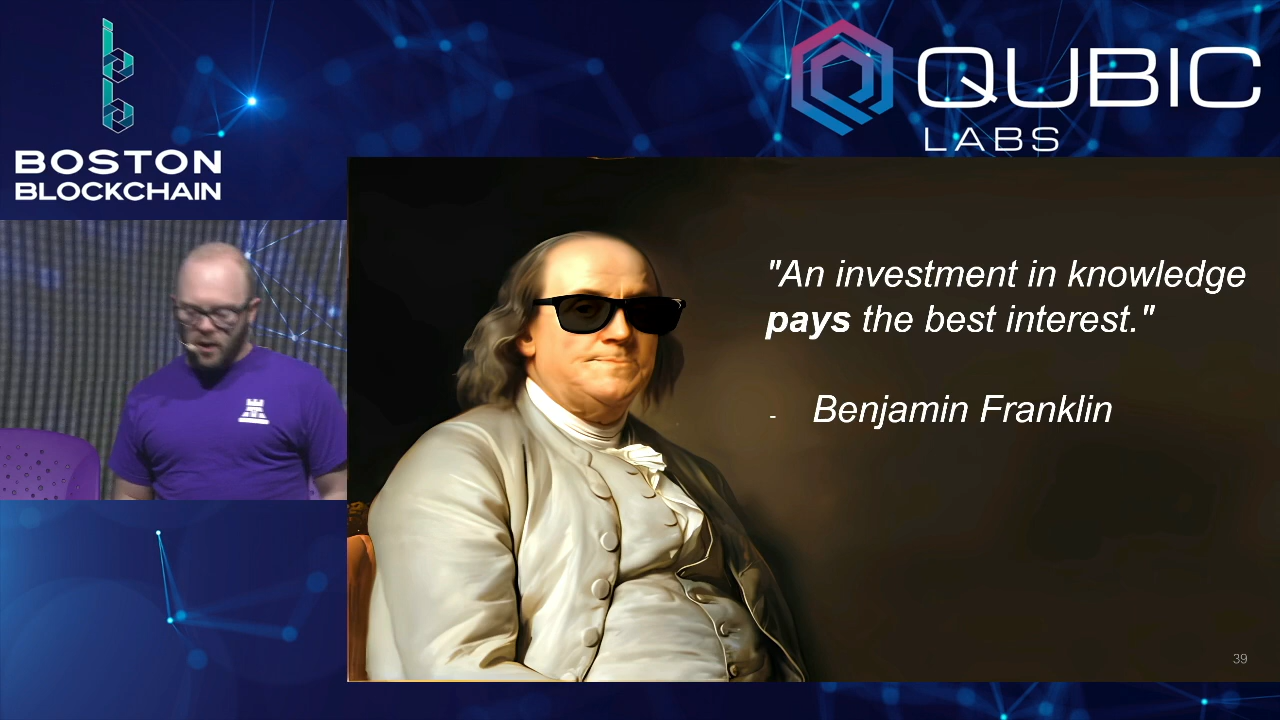 BOSTON
BLOCKCHAIN
QUBIC
LABS
"An investment in knowledge
pays the best interest."
- Benjamin Franklin
39